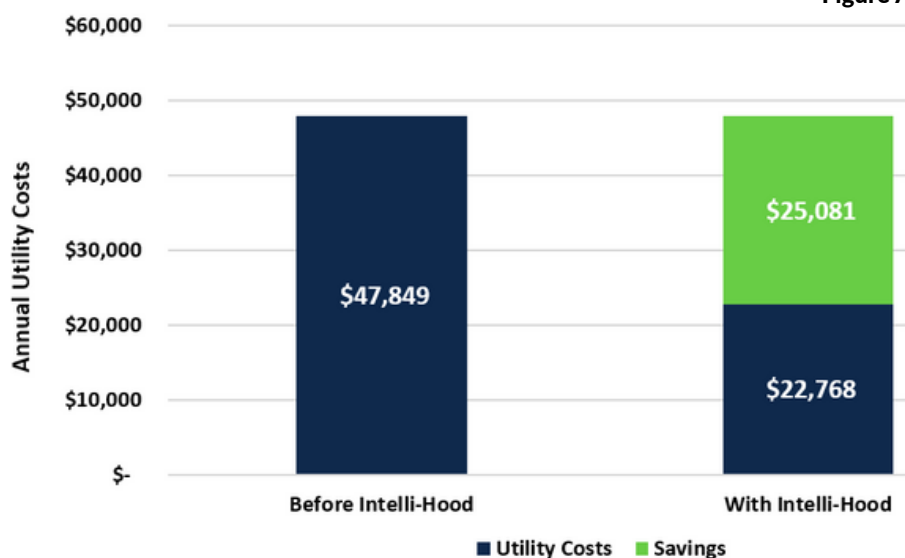 $60,000
$50,000
$40,000
$30,000
$20,000
$10,000
$-
Annual Utility Costs
$47,849
$25,081
$22,768
Before Intelli-Hood
With Intelli-Hood
Utility Costs
Savings